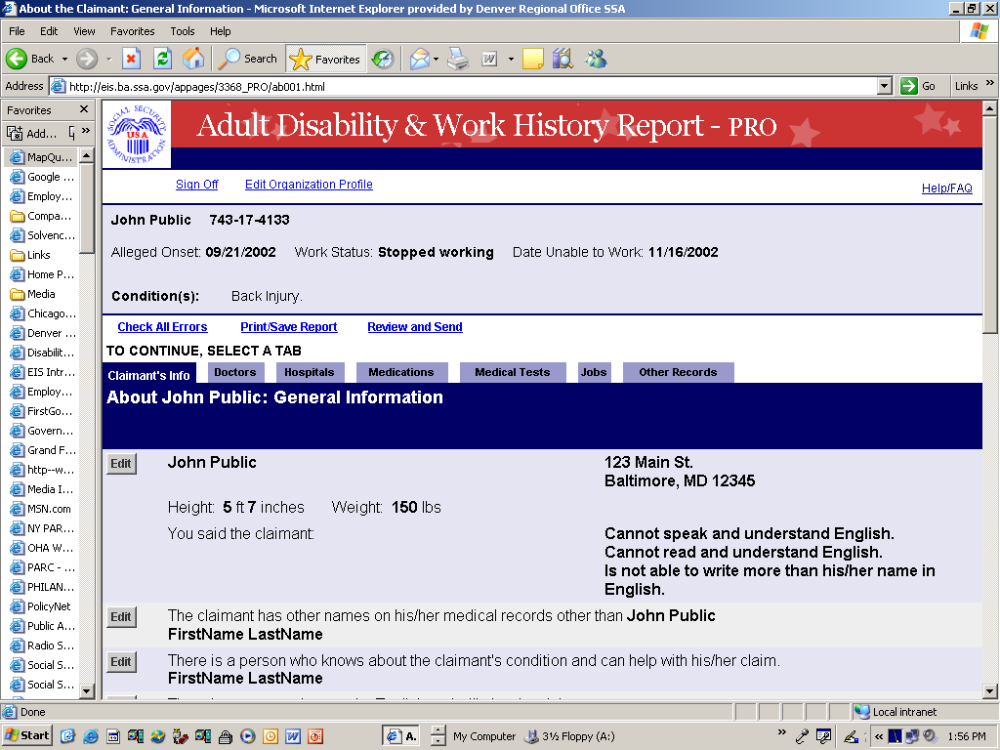 About the Claimant: General Information - Microsoft Internet Explorer provided by Denver Regional Office SSA
File Edit View Favorites Tools Help
Back Search Favorites
Address http://eis.ba.ssa.gov/appages/3368_PRO/ab001.html Go Links »
Favorites
Add... »
MapQu...
Google ...
Employ...
Compa...
Solvenc...
Links
Home P...
Media
Chicago...
Denver ...
Disabilit...
EIS Intr...
Employ...
FirstGo...
Govern...
Grand F...
http--w...
Media I...
MSN.com
NY PAR...
OHA W...
PARC - ...
PHILAN...
PolicyNet
Public A...
Radio S...
Social S...
Social S...
SOCIAL SECURITY
USA
ADMINISTRATION
Adult Disability & Work History Report - PRO
Sign Off Edit Organization Profile Help/FAQ
John Public 743-17-4133
Alleged Onset: 09/21/2002 Work Status: Stopped working Date Unable to Work: 11/16/2002
Condition(s): Back Injury.
Check All Errors Print/Save Report Review and Send
TO CONTINUE, SELECT A TAB
Claimant's Info Doctors Hospitals Medications Medical Tests Jobs Other Records
About John Public: General Information
Edit John Public 123 Main St.
Baltimore, MD 12345
Height: 5 ft 7 inches Weight: 150 lbs
You said the claimant: Cannot speak and understand English.
Cannot read and understand English.
Is not able to write more than his/her name in
English.
Edit The claimant has other names on his/her medical records other than John Public
FirstName LastName
Edit There is a person who knows about the claimant's condition and can help with his/her claim.
FirstName LastName
Done Local intranet
Start A. My Computer 3½ Floppy (A:) » « 1:56 PM